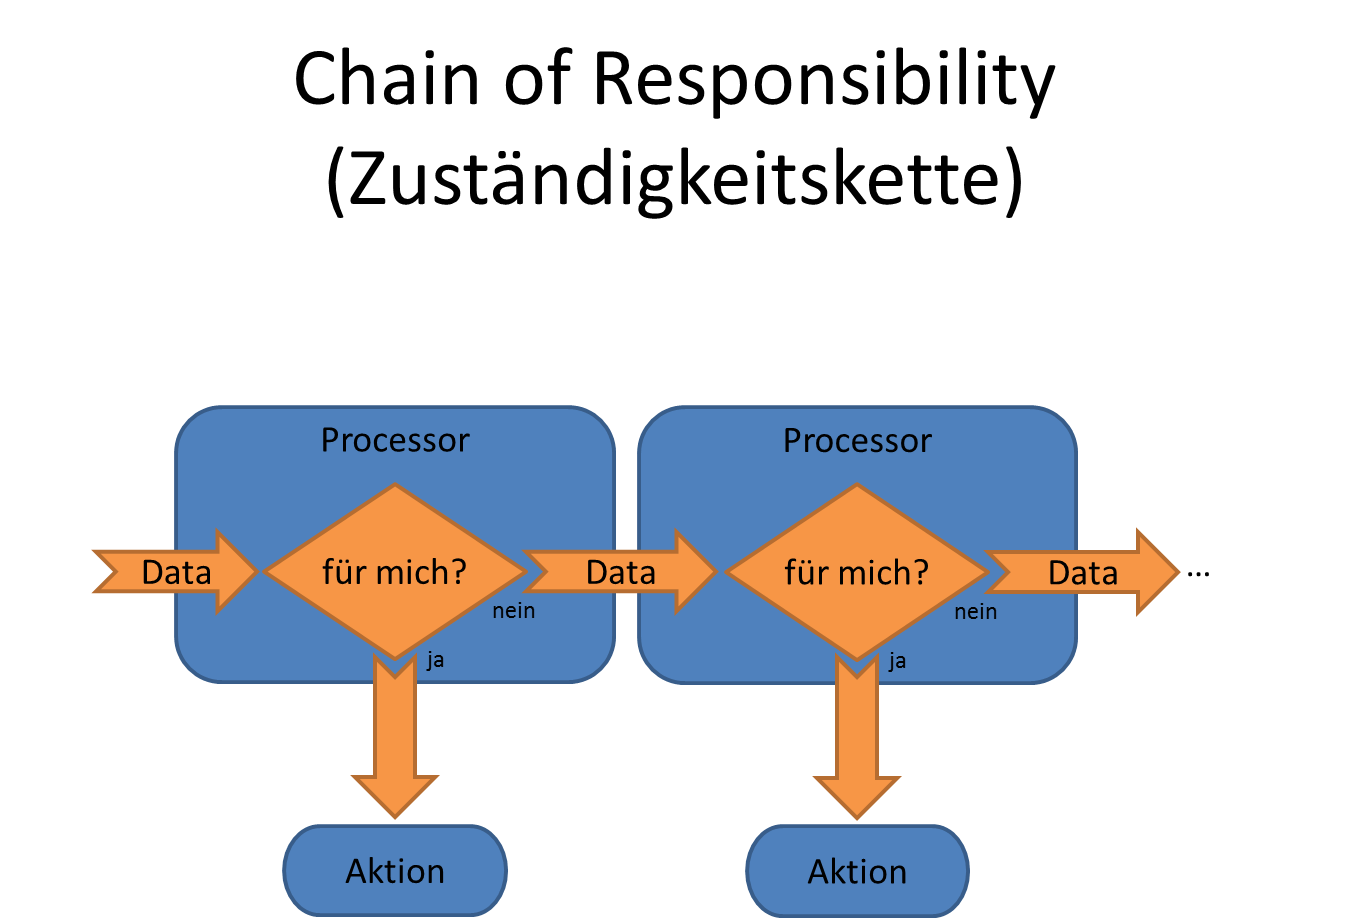 Chain of Responsibility
(Zuständigkeitskette)
Processor
Processor
Data
für mich?
Data
für mich?
Data
...
nein
nein
ja
ja
Aktion
Aktion